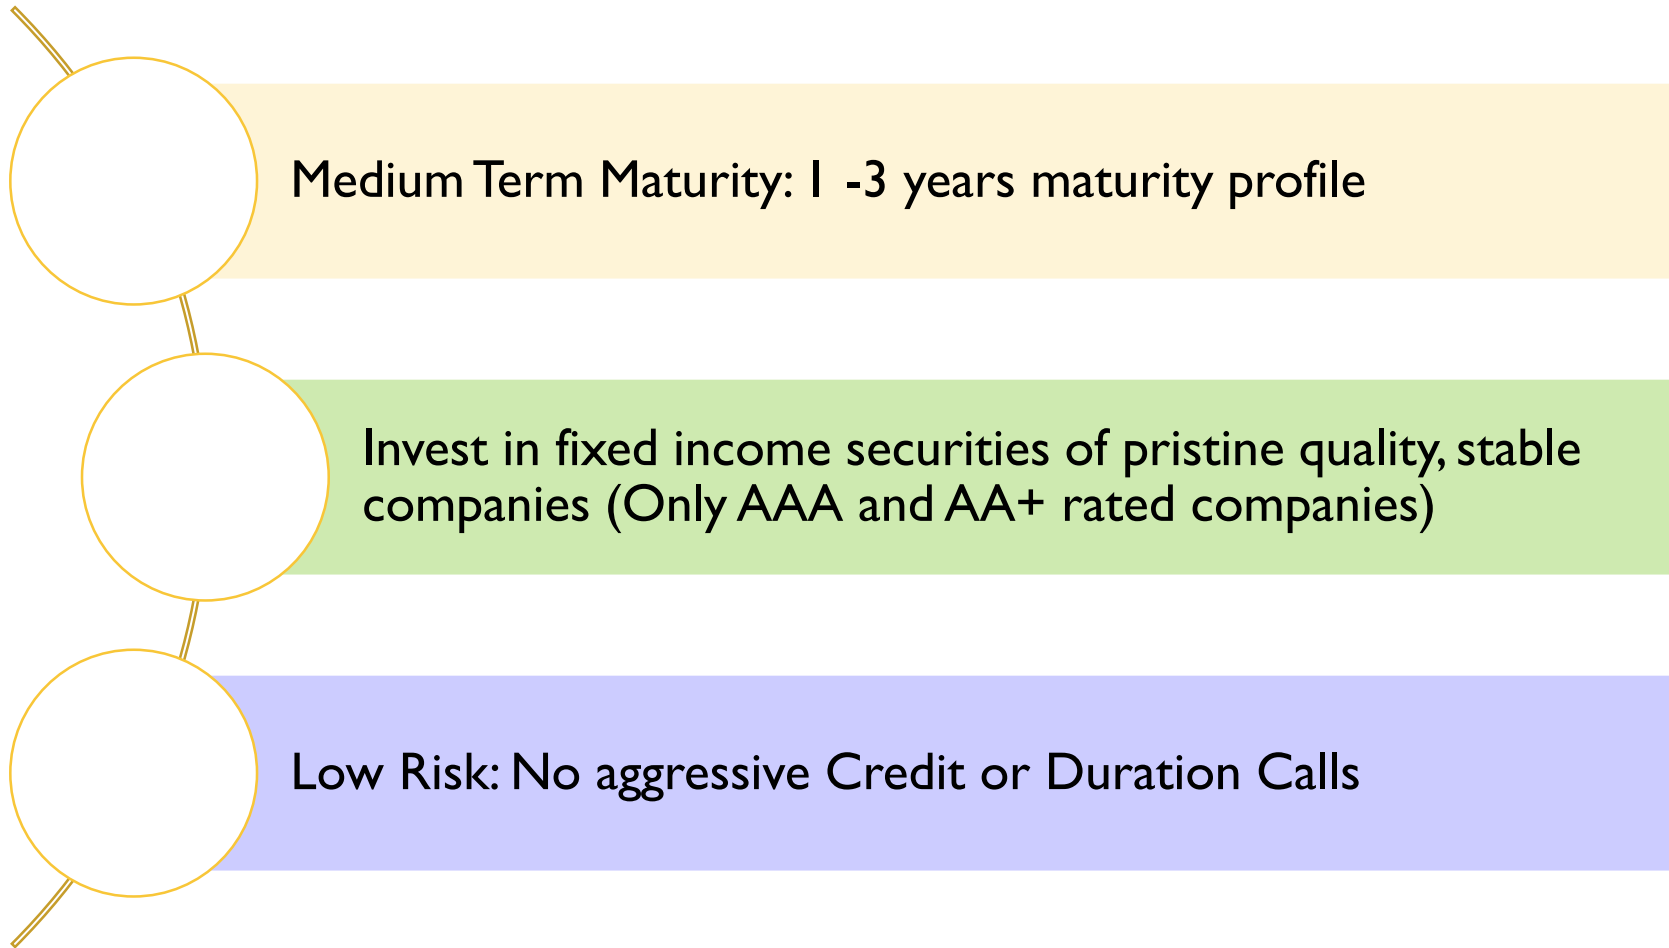 Medium Term Maturity: 1 -3 years maturity profile
Invest in fixed income securities of pristine quality, stable
companies (Only AAA and AA+ rated companies)
Low Risk: No aggressive Credit or Duration Calls